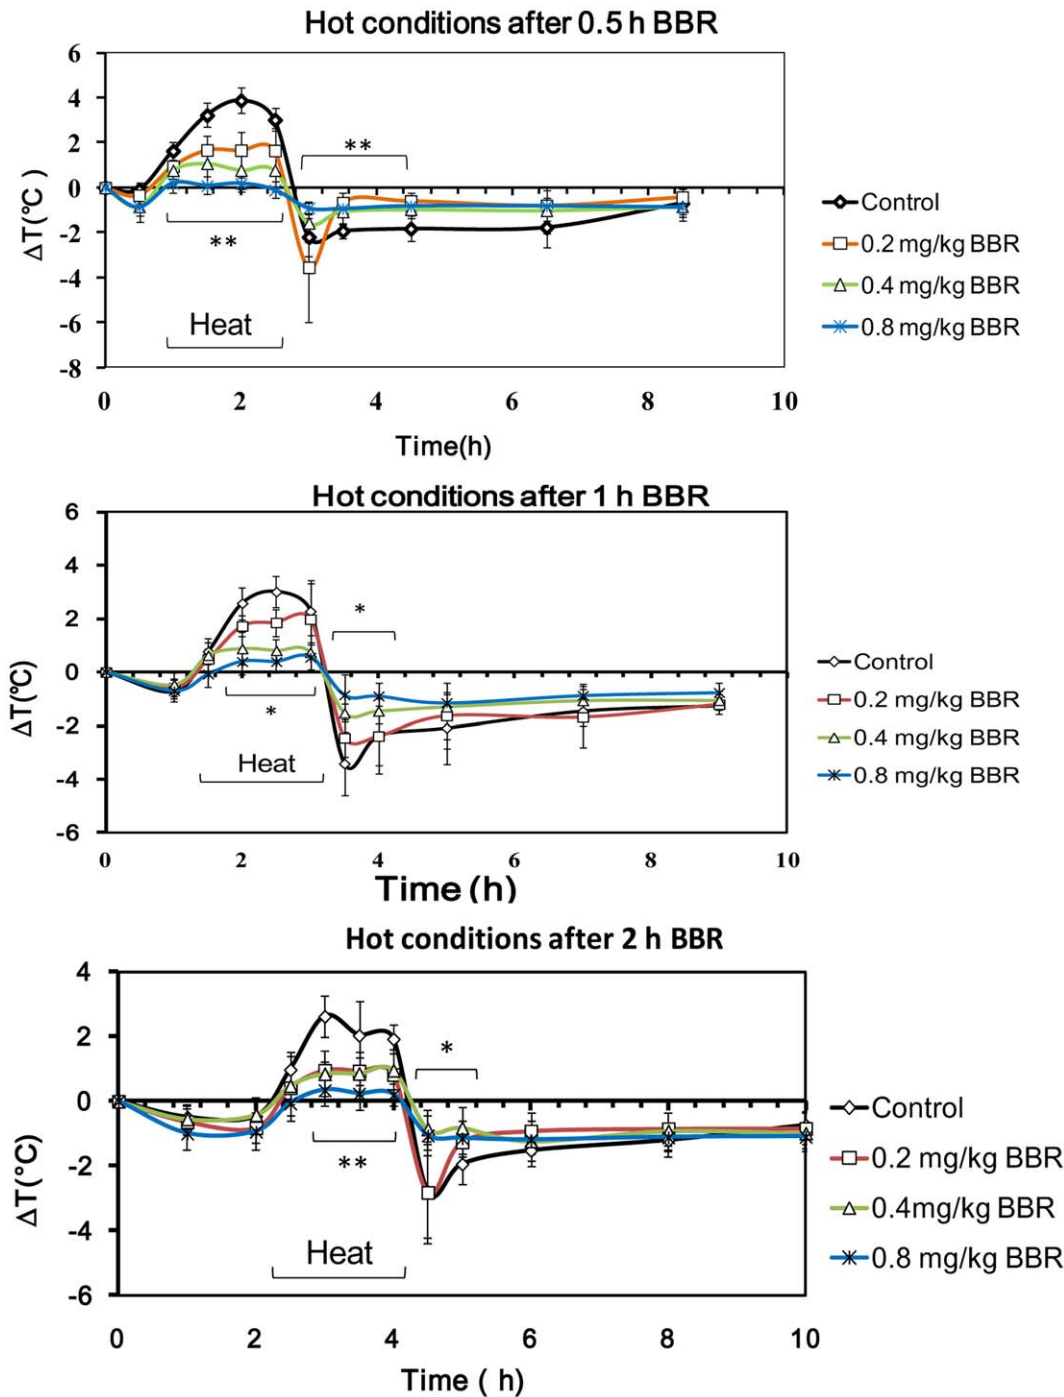 Hot conditions after 0.5 h BBR
6
4
2
0
-2
-4
-6
-8
ΔT(℃)
**
**
Heat
0 2 4 6 8 10
Time(h)
Control
0.2 mg/kg BBR
0.4 mg/kg BBR
0.8 mg/kg BBR
Hot conditions after 1 h BBR
6
4
2
0
-2
-4
-6
ΔT(℃)
*
*
Heat
0 2 4 6 8 10
Time (h)
Control
0.2 mg/kg BBR
0.4 mg/kg BBR
0.8 mg/kg BBR
Hot conditions after 2 h BBR
4
2
0
-2
-4
-6
ΔT(°C)
*
**
Heat
0 2 4 6 8 10
Time ( h)
Control
0.2 mg/kg BBR
0.4mg/kg BBR
0.8 mg/kg BBR